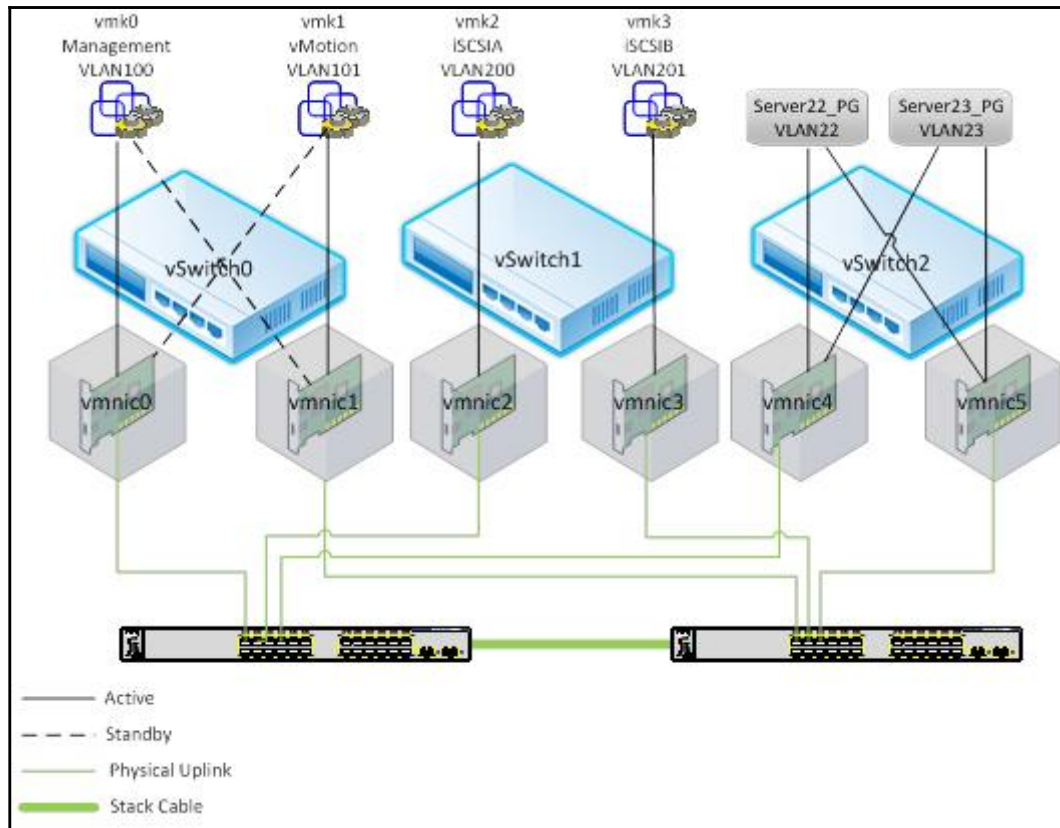 vmk0
Management
VLAN100
vmk1
vMotion
VLAN101
vmk2
iSCSIA
VLAN200
vmk3
iSCSIB
VLAN201
Server22_PG
VLAN22
Server23_PG
VLAN23
vSwitch0
vSwitch1
vSwitch2
vmnic0
vmnic1
vmnic2
vmnic3
vmnic4
vmnic5
Active
Standby
Physical Uplink
Stack Cable